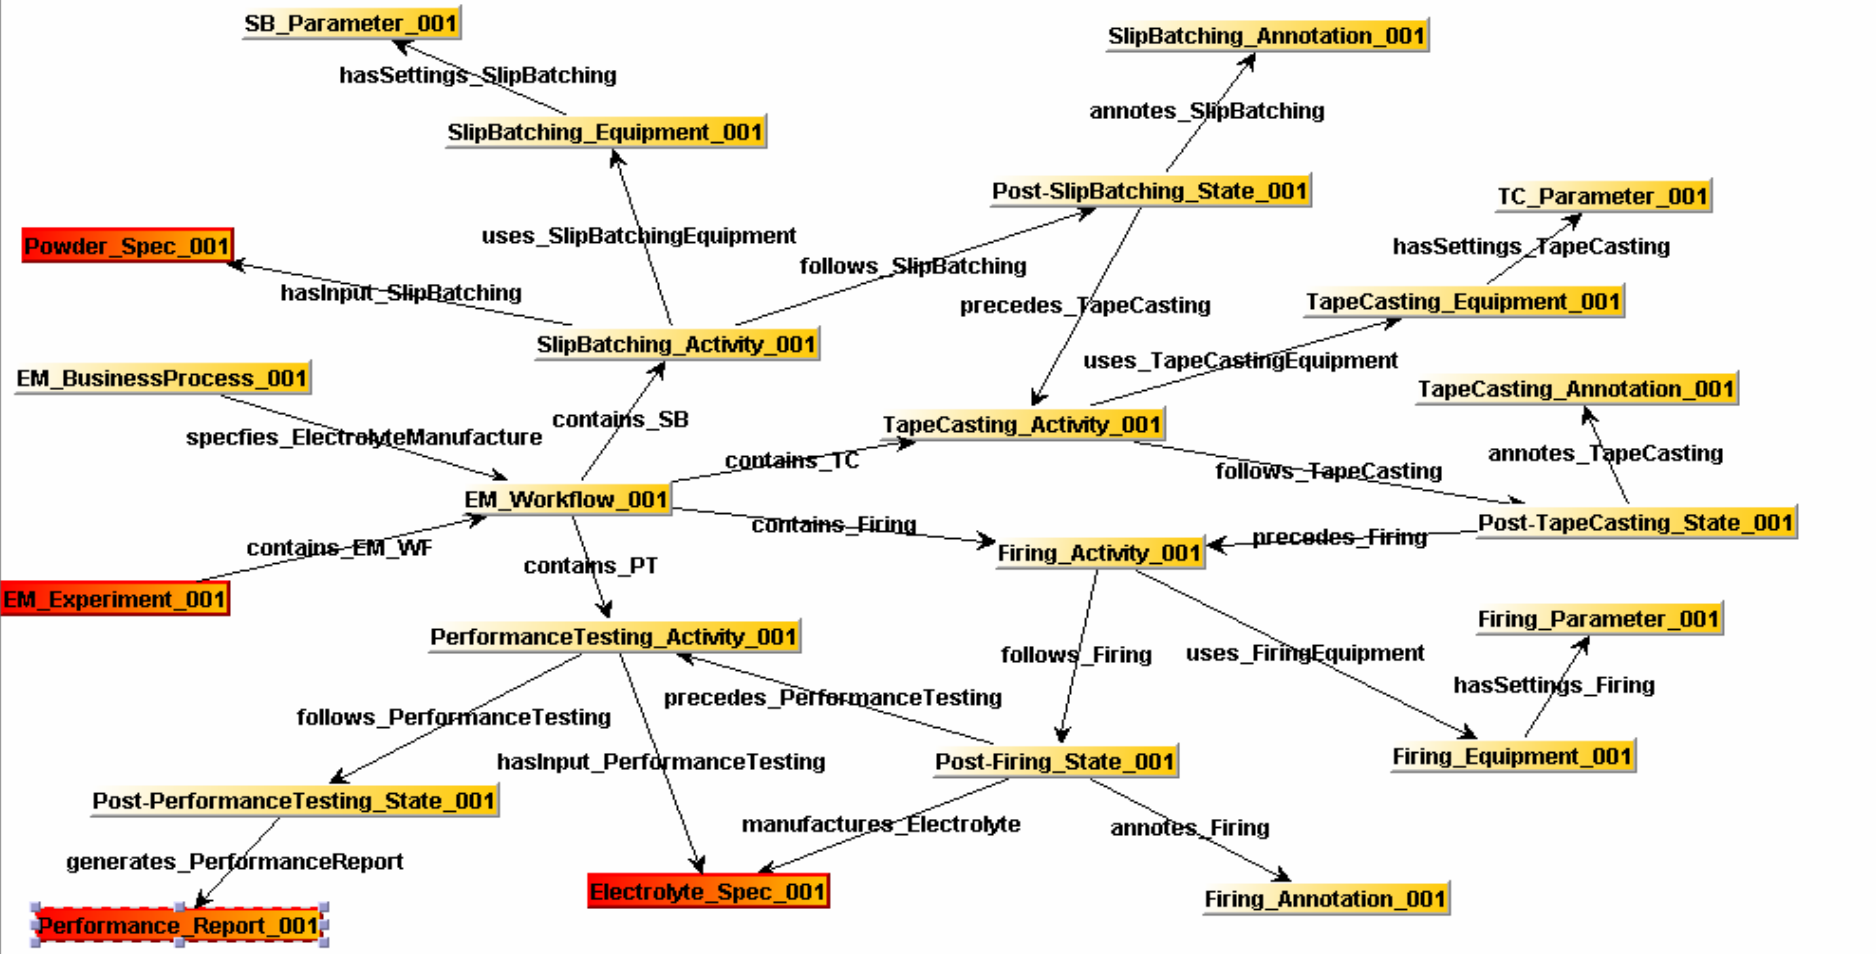 SB_Parameter_001
SlipBatching_Annotation_001
hasSettings_SlipBatching
annotes_SlipBatching
SlipBatching_Equipment_001
Post-SlipBatching_State_001
TC_Parameter_001
uses_SlipBatchingEquipment
Powder_Spec_001
hasSettings_TapeCasting
follows_SlipBatching
hasInput_SlipBatching
precedes_TapeCasting
TapeCasting_Equipment_001
SlipBatching_Activity_001
uses_TapeCastingEquipment
EM_BusinessProcess_001
TapeCasting_Annotation_001
contains_SB
TapeCasting_Activity_001
specfies_ElectrolyteManufacture
annotes_TapeCasting
contains_TC
follows_TapeCasting
EM_Workflow_001
contains_Firing
Post-TapeCasting_State_001
precedes_Firing
contains_EM_WF
Firing_Activity_001
contains_PT
EM_Experiment_001
Firing_Parameter_001
PerformanceTesting_Activity_001
follows_Firing
uses_FiringEquipment
hasSettings_Firing
precedes_PerformanceTesting
follows_PerformanceTesting
hasInput_PerformanceTesting
Post-Firing_State_001
Firing_Equipment_001
Post-PerformanceTesting_State_001
manufactures_Electrolyte
annotes_Firing
generates_PerformanceReport
Electrolyte_Spec_001
Firing_Annotation_001
Performance_Report_001